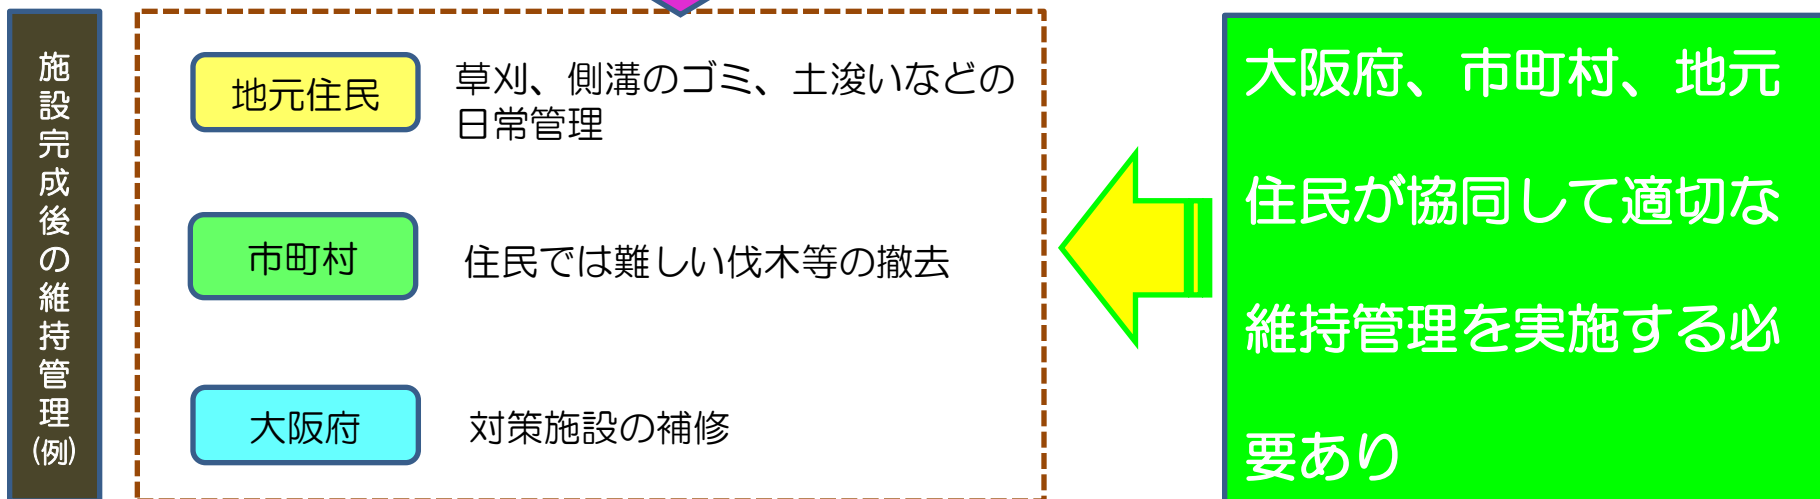 施設完成後の維持管理(例)
地元住民
草刈、側溝のゴミ、土浚いなどの
日常管理
市町村
住民では難しい伐木等の撤去
大阪府
対策施設の補修
大阪府、市町村、地元
住民が協同して適切な
維持管理を実施する必
要あり